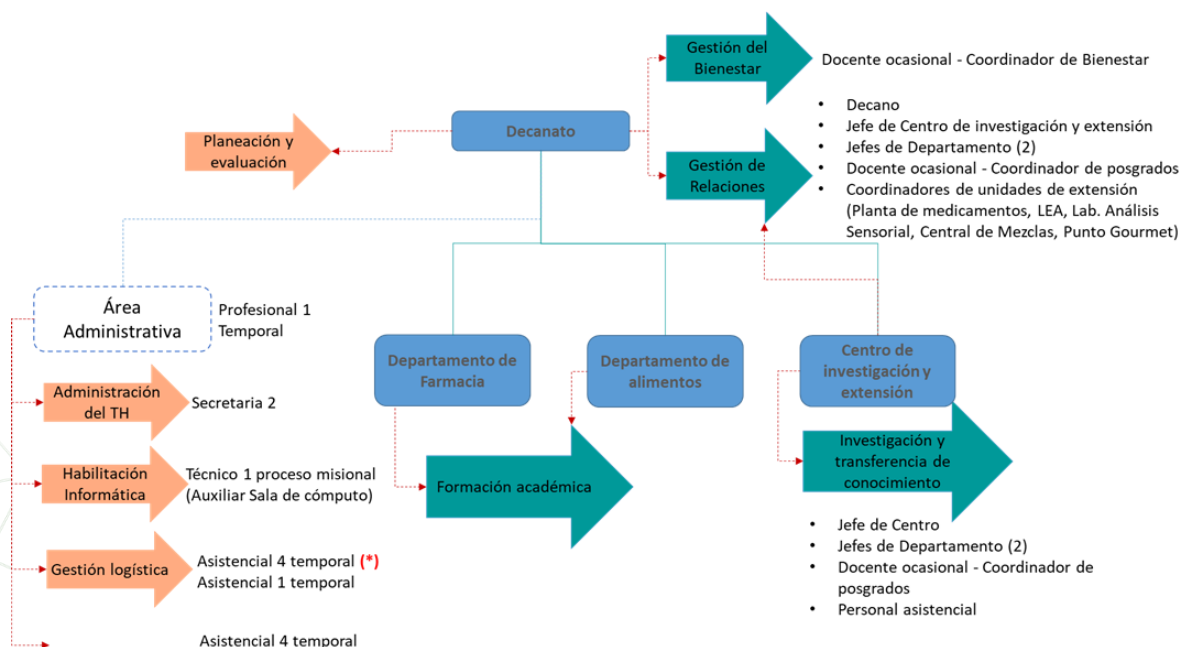 Gestión del
Bienestar
Docente ocasional - Coordinador de Bienestar
Decanato
Planeación y
evaluación
Gestión de
Relaciones
• Decano
• Jefe de Centro de investigación y extensión
• Jefes de Departamento (2)
• Docente ocasional - Coordinador de posgrados
• Coordinadores de unidades de extensión
(Planta de medicamentos, LEA, Lab. Análisis
Sensorial, Central de Mezclas, Punto Gourmet)
Área
Administrativa
Profesional 1
Temporal
Departamento de
Farmacia
Departamento de
alimentos
Centro de
investigación y
extensión
Administración
del TH
Secretaria 2
Habilitación
Informática
Técnico 1 proceso misional
(Auxiliar Sala de cómputo)
Formación académica
Investigación y
transferencia de
conocimiento
Gestión logística
Asistencial 4 temporal (*)
Asistencial 1 temporal
• Jefe de Centro
• Jefes de Departamento (2)
• Docente ocasional - Coordinador de
posgrados
• Personal asistencial
Asistencial 4 temporal